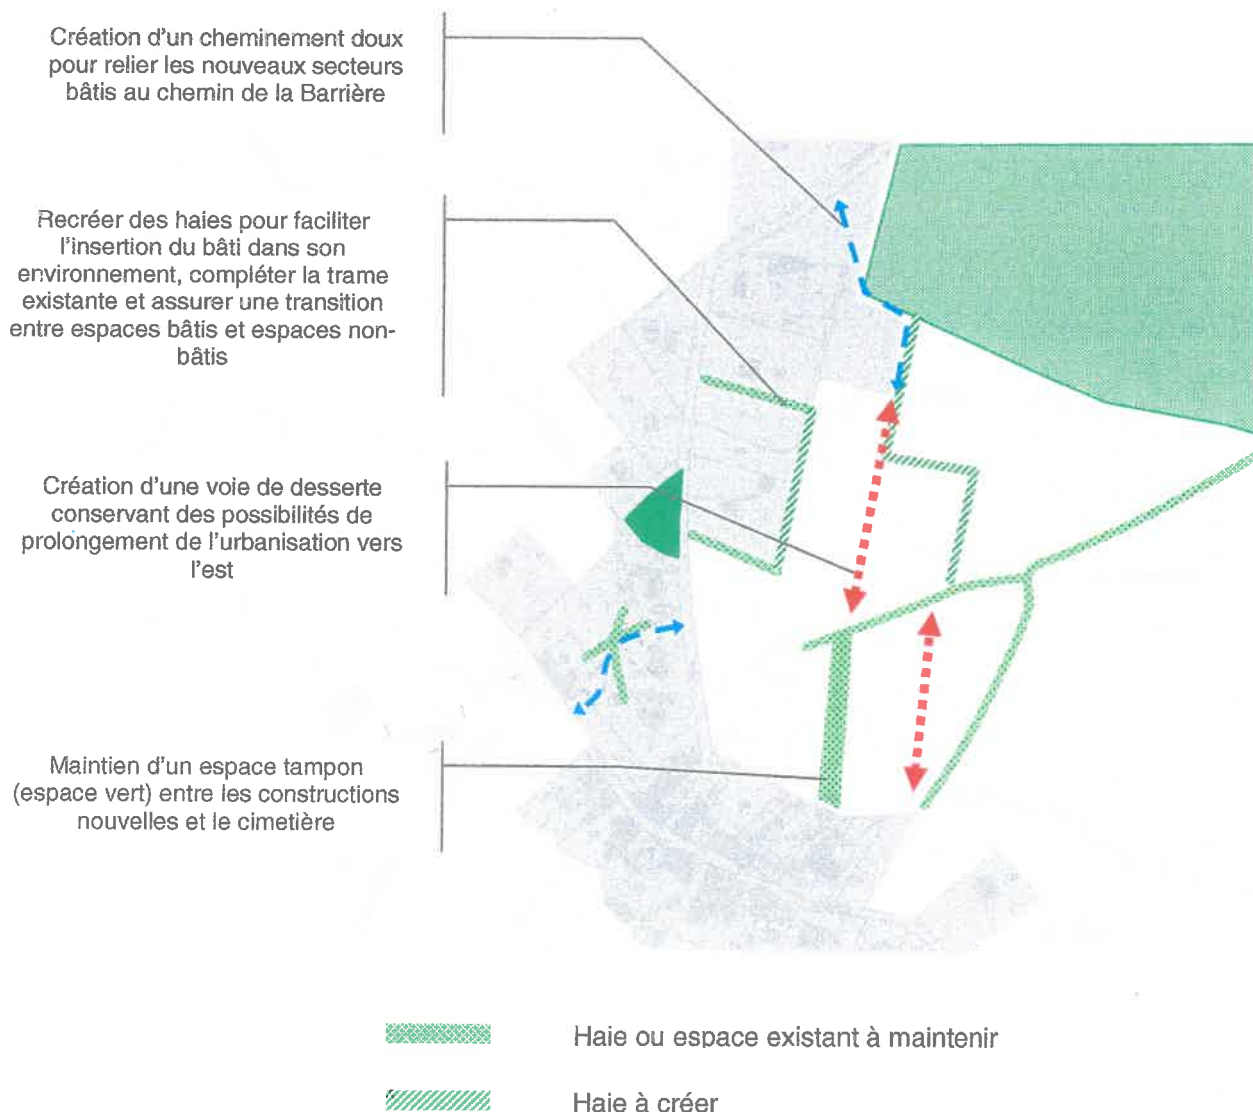 Création d'un cheminement doux
pour relier les nouveaux secteurs
bâtis au chemin de la Barrière
Recréer des haies pour faciliter
l'insertion du bâti dans son
environnement, compléter la trame
existante et assurer une transition
entre espaces bâtis et espaces non-
bâtis
Création d'une voie de desserte
conservant des possibilités de
prolongement de l'urbanisation vers
l'est
Maintien d'un espace tampon
(espace vert) entre les constructions
nouvelles et le cimetière
Haie ou espace existant à maintenir
Haie à créer